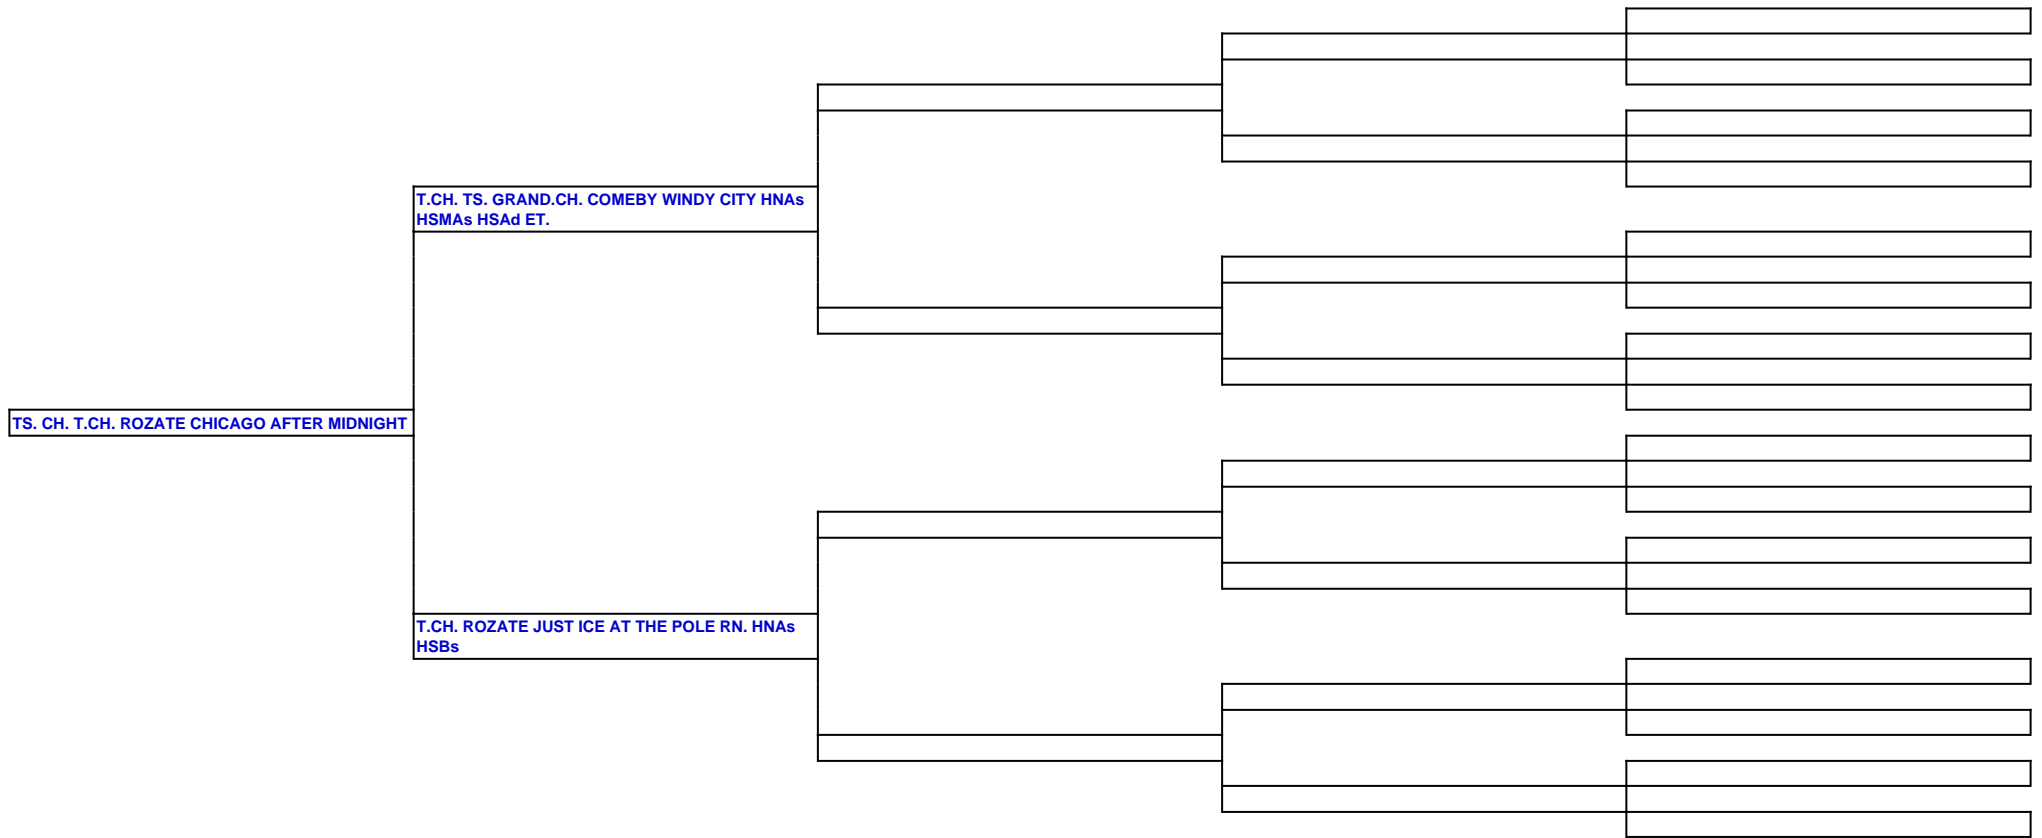 T.CH. TS. GRAND.CH. COMEBY WINDY CITY HNAs
HSMAs HSAd ET.
TS. CH. T.CH. ROZATE CHICAGO AFTER MIDNIGHT
T.CH. ROZATE JUST ICE AT THE POLE RN. HNAs
HSBs